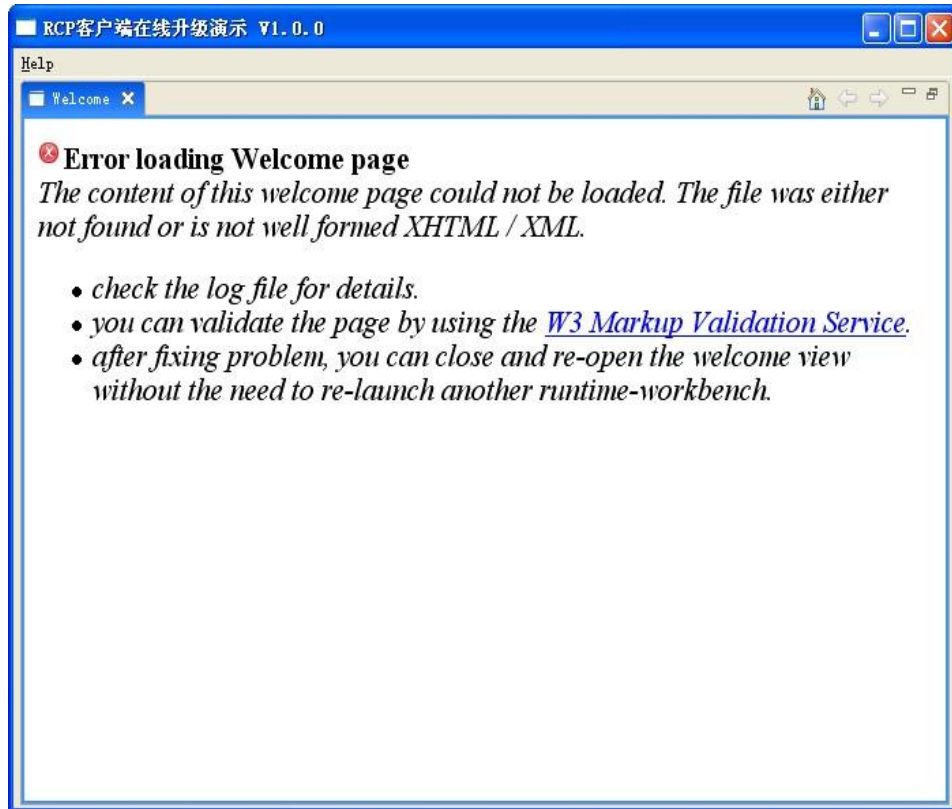 RCP客户端在线升级演示 V1.0.0
Help
Welcome
Error loading Welcome page
The content of this welcome page could not be loaded. The file was either
not found or is not well formed XHTML / XML.
check the log file for details.
you can validate the page by using the W3 Markup Validation Service.
after fixing problem, you can close and re-open the welcome view
without the need to re-launch another runtime-workbench.